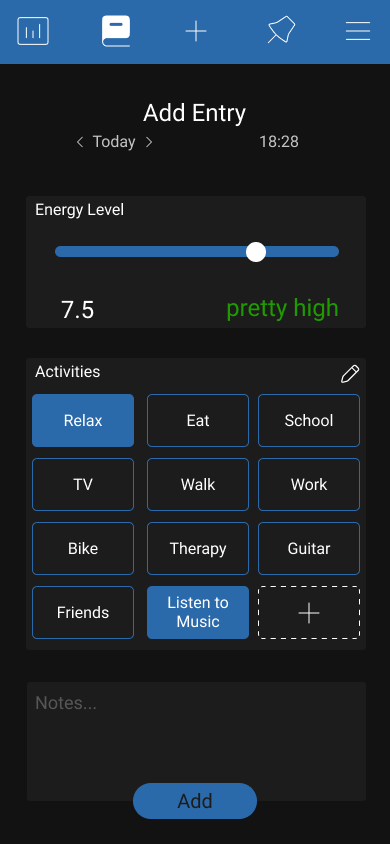 Add Entry
Today 18:28
Energy Level
7.5 pretty high
Activities
Relax Eat School
TV Walk Work
Bike Therapy Guitar
Friends Listen to
Music
Notes...
Add